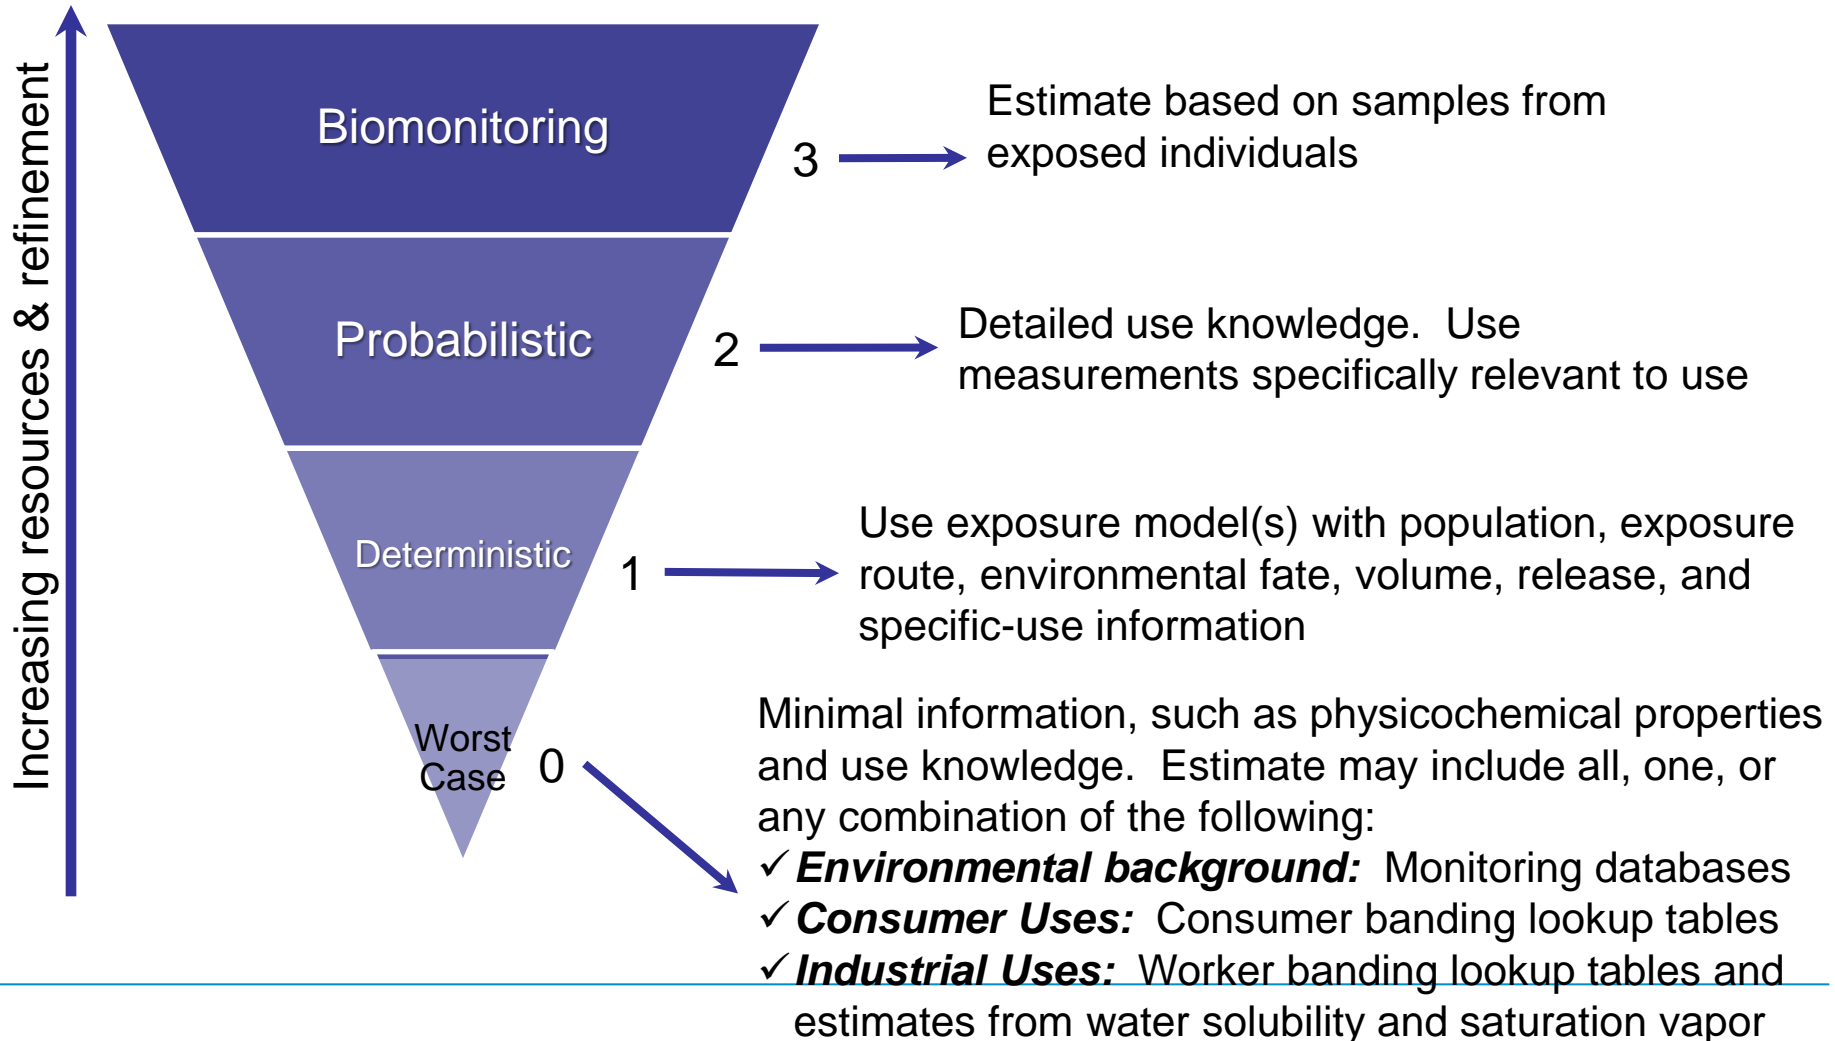 Increasing resources & refinement
Biomonitoring
3
Estimate based on samples from
exposed individuals
Probabilistic
2
Detailed use knowledge.  Use
measurements specifically relevant to use
Deterministic
1
Use exposure model(s) with population, exposure
route, environmental fate, volume, release, and
specific-use information
Worst
Case
0
Minimal information, such as physicochemical properties
and use knowledge.  Estimate may include all, one, or
any combination of the following:
✓ Environmental background:  Monitoring databases
✓ Consumer Uses:  Consumer banding lookup tables
✓ Industrial Uses:  Worker banding lookup tables and
estimates from water solubility and saturation vapor